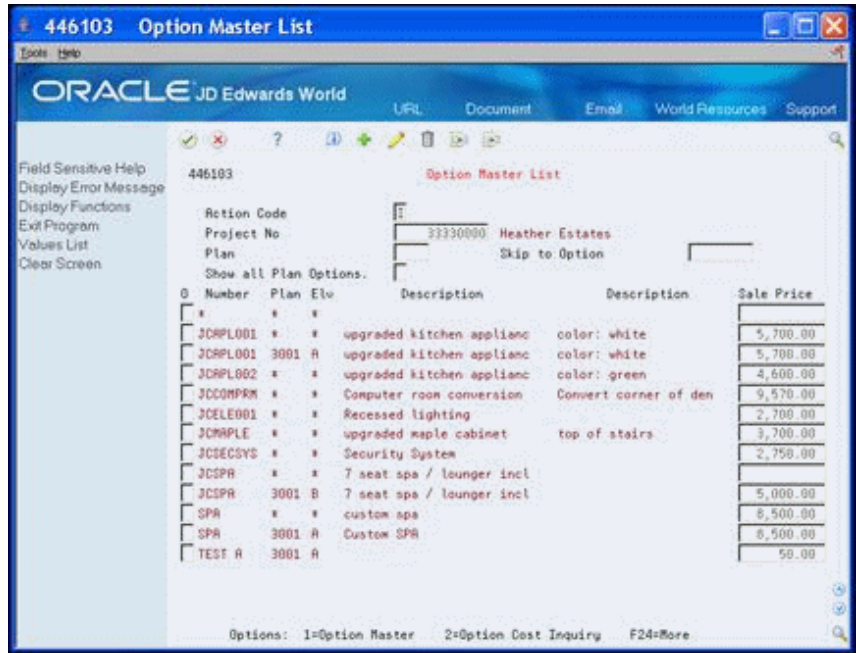 446103 Option Master List
Tools Help
ORACLE JD Edwards World
URL Document Email World Resources Support
Field Sensitive Help
Display Error Message
Display Functions
Exit Program
Values List
Clear Screen
446103 Option Master List
Action Code I
Project No 33330000 Heather Estates
Plan Skip to Option
Show all Plan Options.
O Number Plan Elv Description Description Sale Price
* * *
JCAPL001 * * upgraded kitchen applianc color: white 5,700.00
JCAPL001 3001 A upgraded kitchen applianc color: white 5,700.00
JCAPL002 * * upgraded kitchen applianc color: green 4,600.00
JCCOMPRM * * Computer room conversion Convert corner of den 9,570.00
JCELE001 * * Recessed lighting 2,700.00
JCMAPLE * * upgraded maple cabinet top of stairs 3,700.00
JCSECSYS * * Security System 2,750.00
JCSPA * * 7 seat spa / lounger incl
JCSPA 3001 B 7 seat spa / lounger incl 5,000.00
SPA * * custom spa 8,500.00
SPA 3001 A Custom SPA 8,500.00
TEST A 3001 A 50.00
Options: 1=Option Master 2=Option Cost Inquiry F24=More